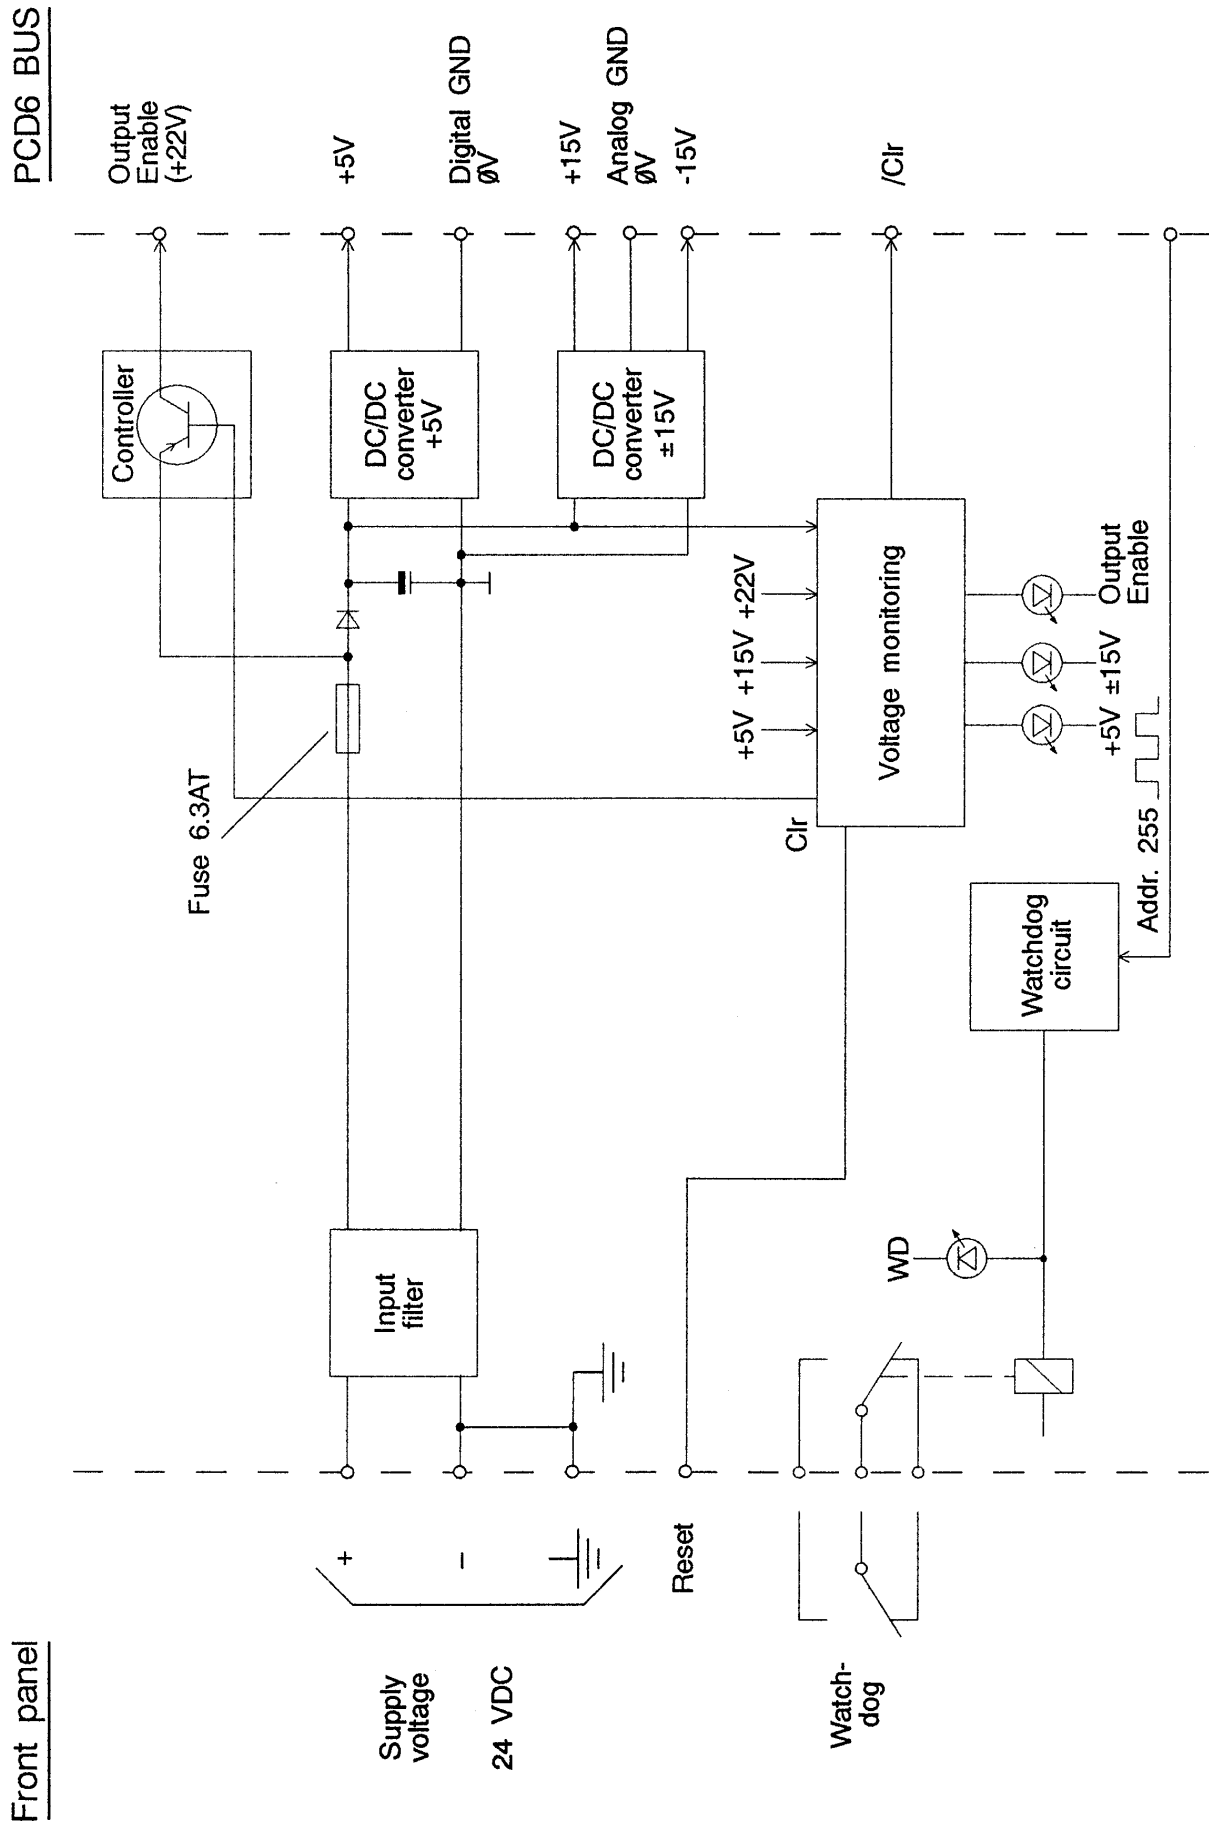 Front panel
PCD6 BUS
Output
Enable
(+22V)
Controller
Fuse 6.3AT
+5V
DC/DC
converter
+5V
Digital GND
ØV
Supply
voltage
24 VDC
+
–
Input
filter
+15V
Analog GND
ØV
-15V
DC/DC
converter
±15V
Reset
Clr
+5V +15V +22V
Voltage monitoring
/Clr
+5V ±15V Output
Enable
Watch-
dog
WD
Watchdog
circuit
Addr. 255